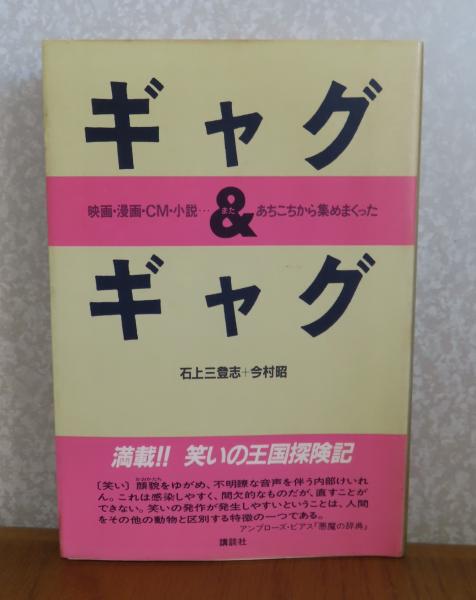 ギャグ
映画・漫画・CM・小説… & また あちこちから集めまくった
ギャグ
石上三登志+今村昭
満載!! 笑いの王国探険記
かおかたち
〔笑い〕顔貌をゆがめ、不明瞭な音声を伴う内部けいれ
ん。これは感染しやすく、間欠的なものだが、直すことが
できない。笑いの発作が発生しやすいということは、人間
をその他の動物と区別する特徴の一つである。
アンブローズ・ビアス『悪魔の辞典』
講談社